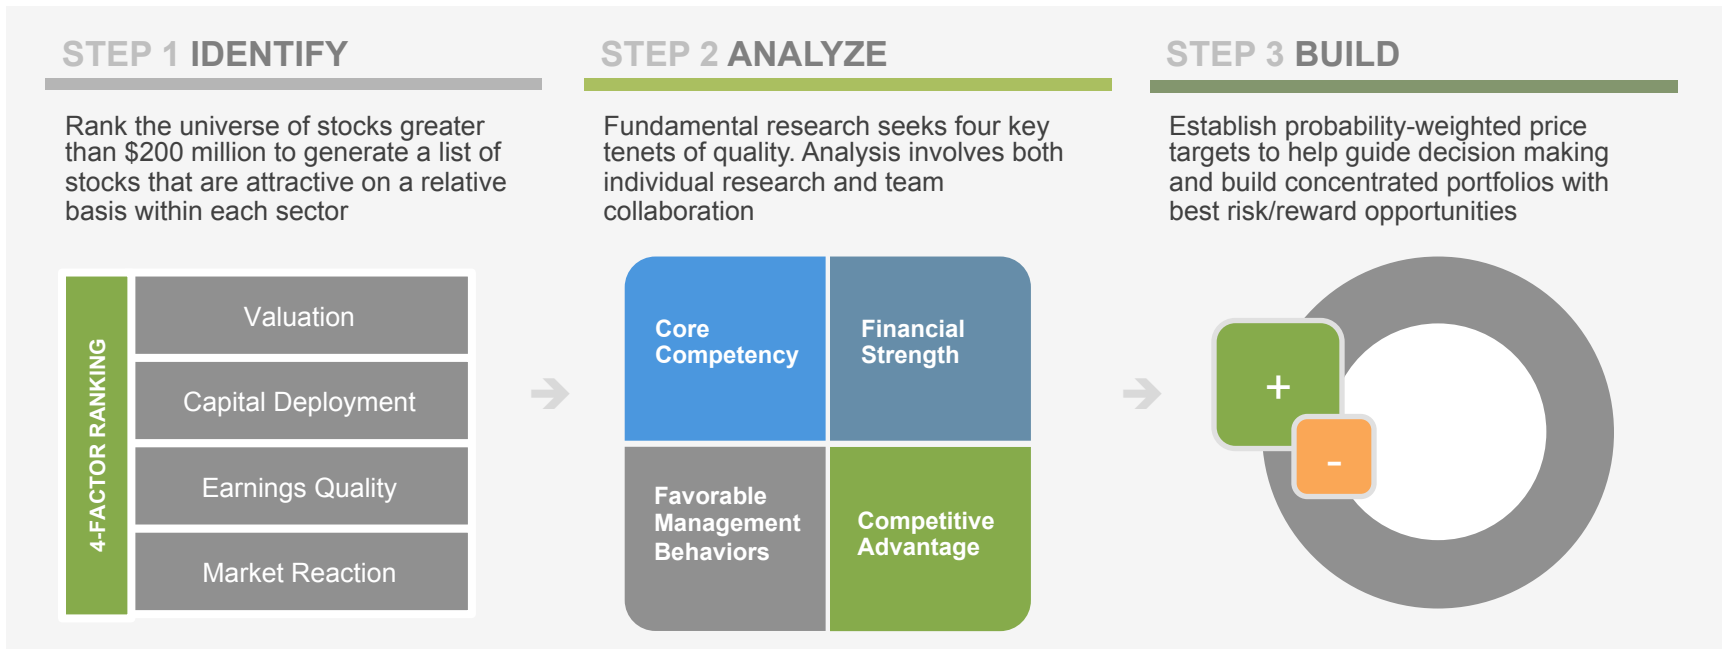 STEP 1 IDENTIFY
Rank the universe of stocks greater
than $200 million to generate a list of
stocks that are attractive on a relative
basis within each sector
4-FACTOR RANKING
Valuation
Capital Deployment
Earnings Quality
Market Reaction
STEP 2 ANALYZE
Fundamental research seeks four key
tenets of quality. Analysis involves both
individual research and team
collaboration
Core
Competency
Financial
Strength
Favorable
Management
Behaviors
Competitive
Advantage
STEP 3 BUILD
Establish probability-weighted price
targets to help guide decision making
and build concentrated portfolios with
best risk/reward opportunities
+
-